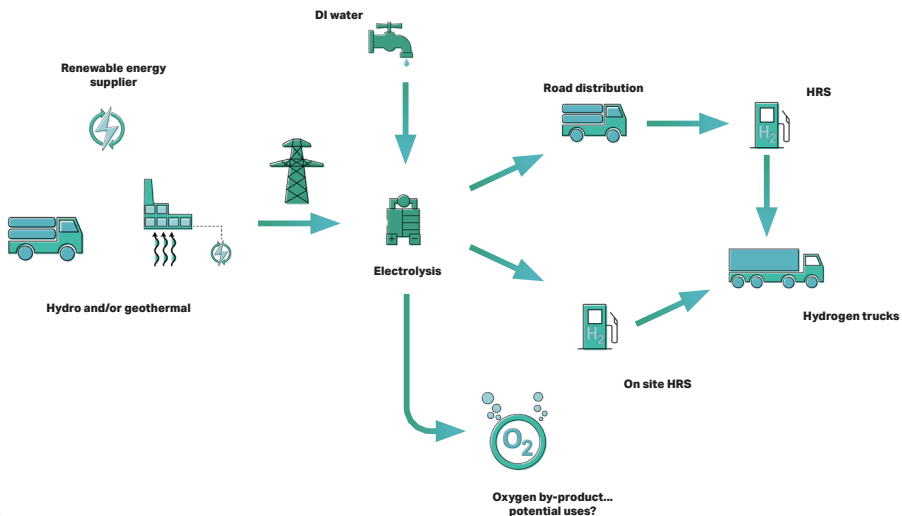 DI water
Renewable energy
supplier
Road distribution
HRS
H2
Electrolysis
Hydro and/or geothermal
Hydrogen trucks
H2
On site HRS
O2
Oxygen by-product...
potential uses?